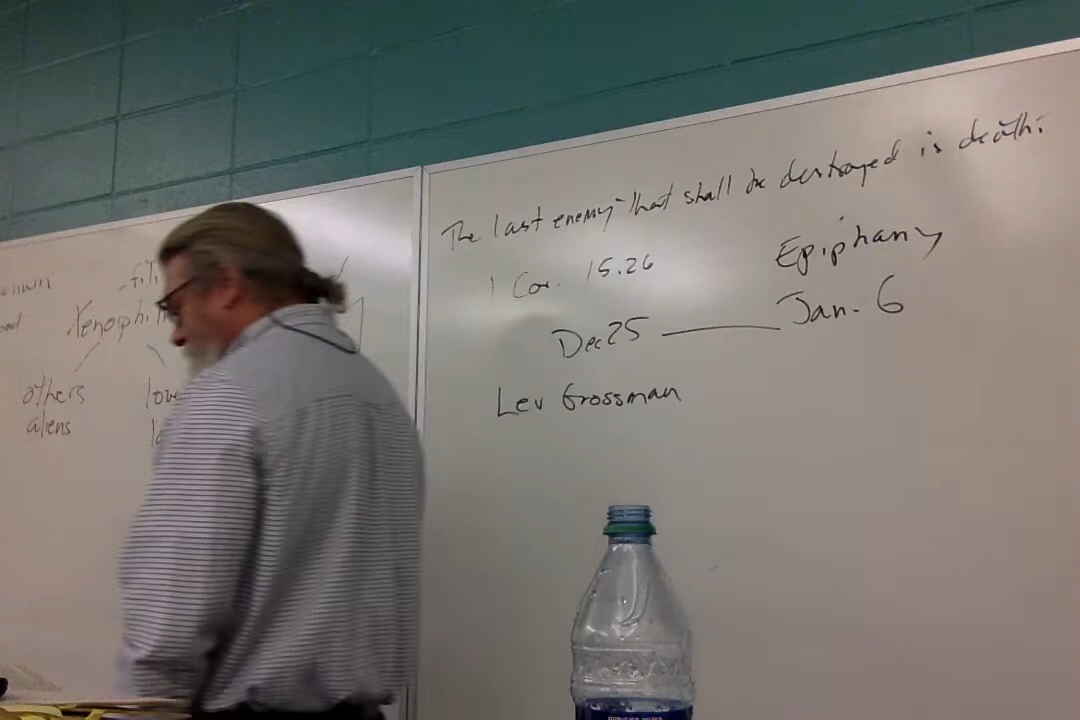 The last enemy that shall be destroyed is death.
1 Cor. 15.26
Epiphany
Dec 25 — Jan. 6
Lev Grossman
others
aliens